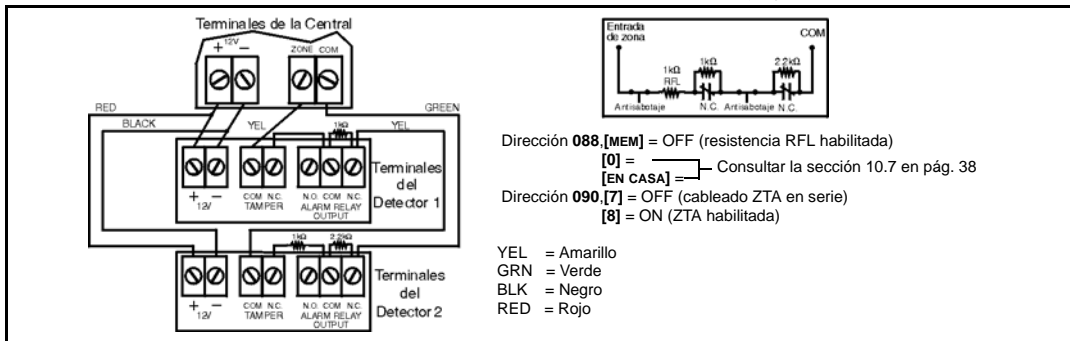 Terminales de la Central
+ 12V −
ZONE COM
RED
GREEN
BLACK
YEL
1kΩ
YEL
Terminales
del
Detector 1
+ −
12V
COM N.C.
TAMPER
N.O. COM N.C.
ALARM RELAY
OUTPUT
1kΩ
2.2kΩ
Terminales
del
Detector 2
+ −
12V
COM N.C.
TAMPER
N.O. COM N.C.
ALARM RELAY
OUTPUT
Entrada
de zona
COM
1kΩ
RFL
1kΩ
2.2kΩ
Antisabotaje
N.C.
Antisabotaje
N.C.
Dirección 088,[MEM] = OFF (resistencia RFL habilitada)
[0] =
[EN CASA] =
Consultar la sección 10.7 en pág. 38
Dirección 090,[7] = OFF (cableado ZTA en serie)
[8] = ON (ZTA habilitada)
YEL = Amarillo
GRN = Verde
BLK = Negro
RED = Rojo